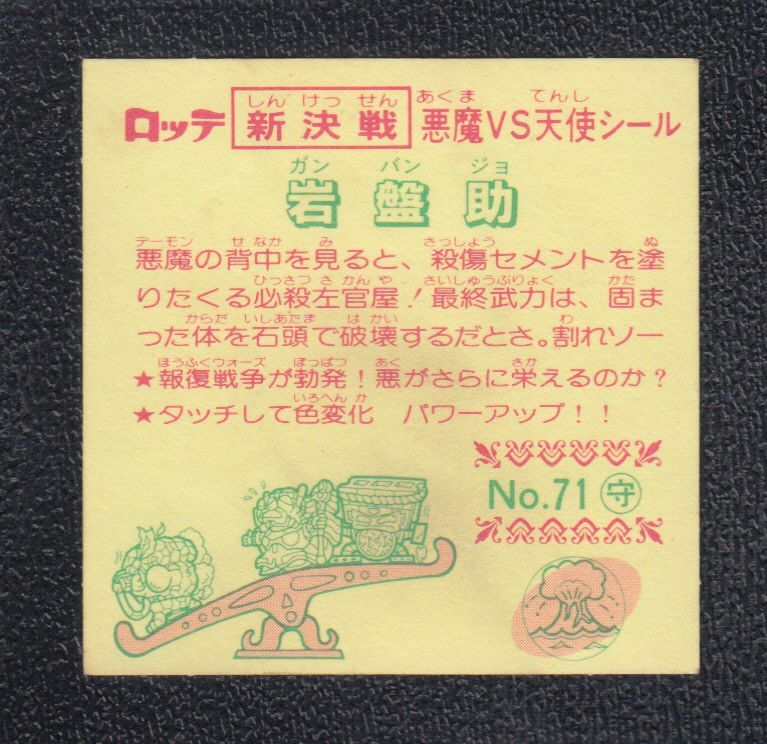 しん けっ せん あくま てんし
ロッテ 新決戦 悪魔VS天使シール
ガン バン ジョ
岩盤助
デーモン せなか み さっしょう ぬ
悪魔の背中を見ると、殺傷セメントを塗
ひっさつ さかんや さいしゅうぶりょく かた
りたくる必殺左官屋!最終武力は、固ま
からだ いしあたま はかい わ
った体を石頭で破壊するだとさ。割れソー
ほうふくウォーズ ぼっぱつ あく さか
★報復戦争が勃発!悪がさらに栄えるのか?
いろへんか
★タッチして色変化 パワーアップ!!
No.71 守